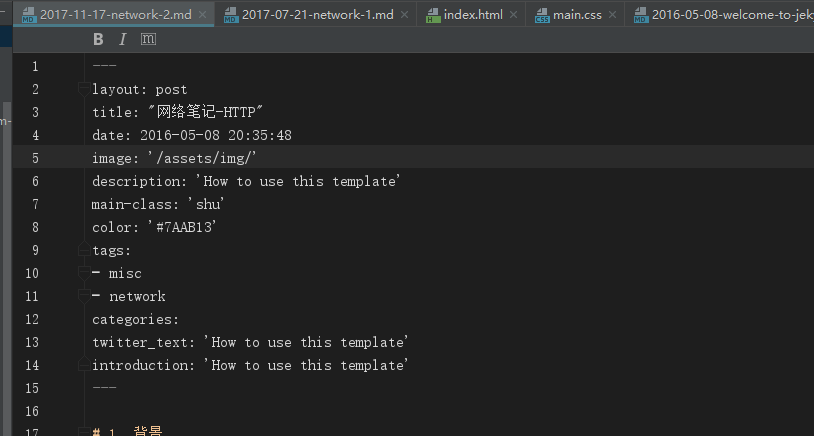 2017-11-17-network-2.md 2017-07-21-network-1.md index.html main.css 2016-05-08-welcome-to-jek
B I m
1 ---
2 layout: post
3 title: "网络笔记-HTTP"
4 date: 2016-05-08 20:35:48
5 image: '/assets/img/'
6 description: 'How to use this template'
7 main-class: 'shu'
8 color: '#7AAB13'
9 tags:
10 - misc
11 - network
12 categories:
13 twitter_text: 'How to use this template'
14 introduction: 'How to use this template'
15 ---
16
17 # 1. 背景